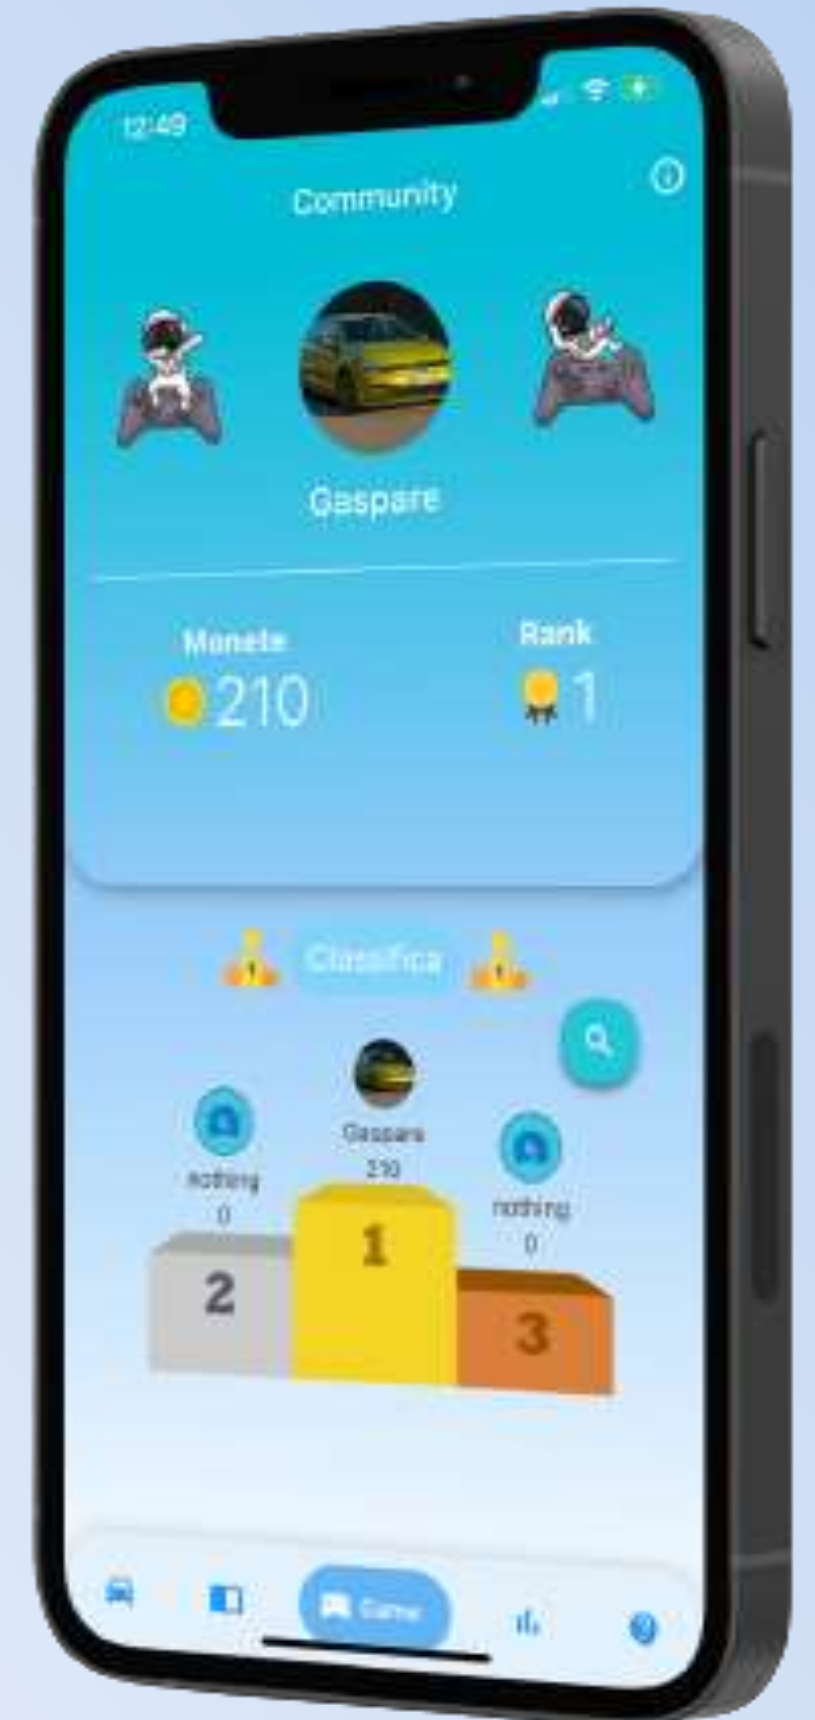 12:49
Community
Gaspare
Monete
Rank
210
1
Classifica
Gaspare
210
nothing
0
nothing
0
1
2
3
Game